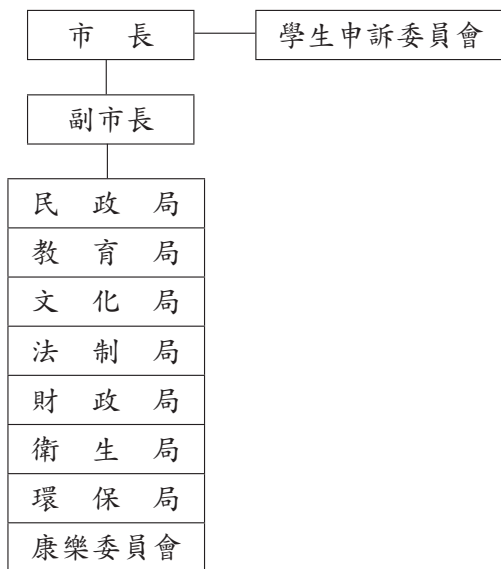 市長
學生申訴委員會
副市長
民政局
教育局
文化局
法制局
財政局
衛生局
環保局
康樂委員會